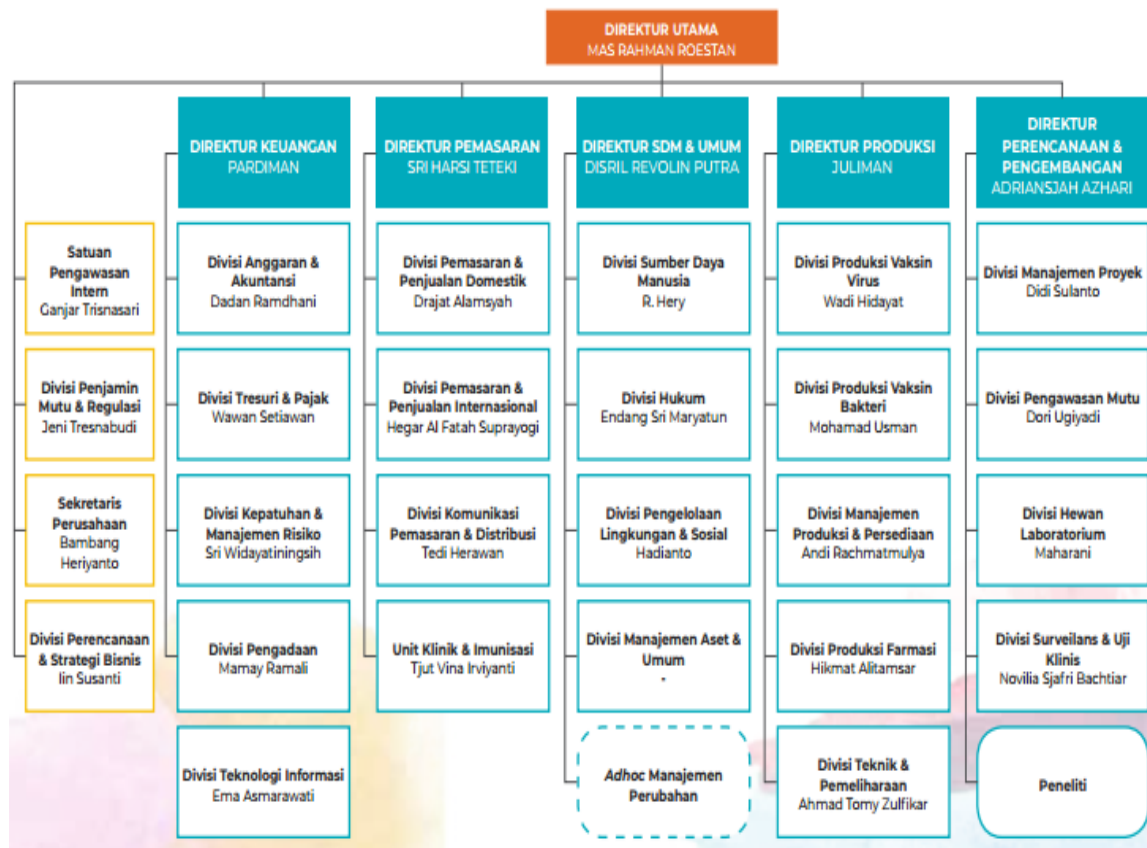 DIREKTUR UTAMA
MAS RAHMAN ROESTAN
DIREKTUR KEUANGAN
PARDIMAN
DIREKTUR PEMASARAN
SRI HARSI TETEKI
DIREKTUR SDM & UMUM
DISRIL REVOLIN PUTRA
DIREKTUR PRODUKSI
JULIMAN
DIREKTUR
PERENCANAAN &
PENGEMBANGAN
ADRIANSJAH AZHARI
Satuan
Pengawasan
Intern
Ganjar Trisnasari
Divisi Anggaran &
Akuntansi
Dadan Ramdhani
Divisi Pemasaran &
Penjualan Domestik
Drajat Alamsyah
Divisi Sumber Daya
Manusia
R. Hery
Divisi Produksi Vaksin
Virus
Wadi Hidayat
Divisi Manajemen Proyek
Didi Sulanto
Divisi Penjamin
Mutu & Regulasi
Jeni Tresnabudi
Divisi Tresuri & Pajak
Wawan Setiawan
Divisi Pemasaran &
Penjualan Internasional
Hegar Al Fatah Suprayogi
Divisi Hukum
Endang Sri Maryatun
Divisi Produksi Vaksin
Bakteri
Mohamad Usman
Divisi Pengawasan Mutu
Dori Ugiyadi
Sekretaris
Perusahaan
Bambang
Heriyanto
Divisi Kepatuhan &
Manajemen Risiko
Sri Widayatiningsih
Divisi Komunikasi
Pemasaran & Distribusi
Tedi Herawan
Divisi Pengelolaan
Lingkungan & Sosial
Hadianto
Divisi Manajemen
Produksi & Persediaan
Andi Rachmatmulya
Divisi Hewan
Laboratorium
Maharani
Divisi Perencanaan
& Strategi Bisnis
Iin Susanti
Divisi Pengadaan
Mamay Ramali
Unit Klinik & Imunisasi
Tjut Vina Irviyanti
Divisi Manajemen Aset &
Umum
-
Divisi Produksi Farmasi
Hikmat Alitamsar
Divisi Surveilans & Uji
Klinis
Novilia Sjafri Bachtiar
Divisi Teknologi Informasi
Erna Asmarawati
Adhoc Manajemen
Perubahan
Divisi Teknik &
Pemeliharaan
Ahmad Tomy Zulfikar
Peneliti